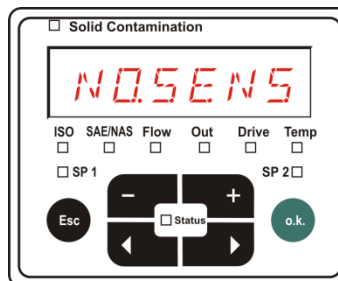 Solid Contamination
NO.SENS
ISO SAE/NAS Flow Out Drive Temp
SP 1 SP 2
- +
Esc Status o.k.